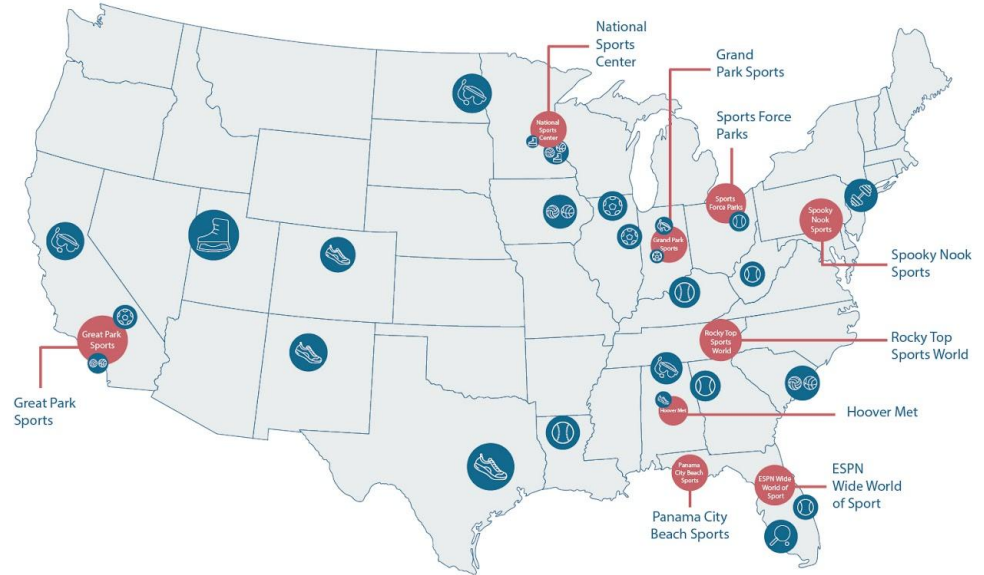 National
Sports
Center
Grand
Park Sports
Sports Force
Parks
National
Sports
Center
Sports
Force Parks
Spooky
Nook
Sports
Grand Park
Sports
Spooky Nook
Sports
Great Park
Sports
Rocky Top
Sports
World
Rocky Top
Sports World
Great Park
Sports
Hoover Met
Hoover Met
Panama
City Beach
Sports
ESPN Wide
World of
Sport
ESPN
Wide World
of Sport
Panama City
Beach Sports